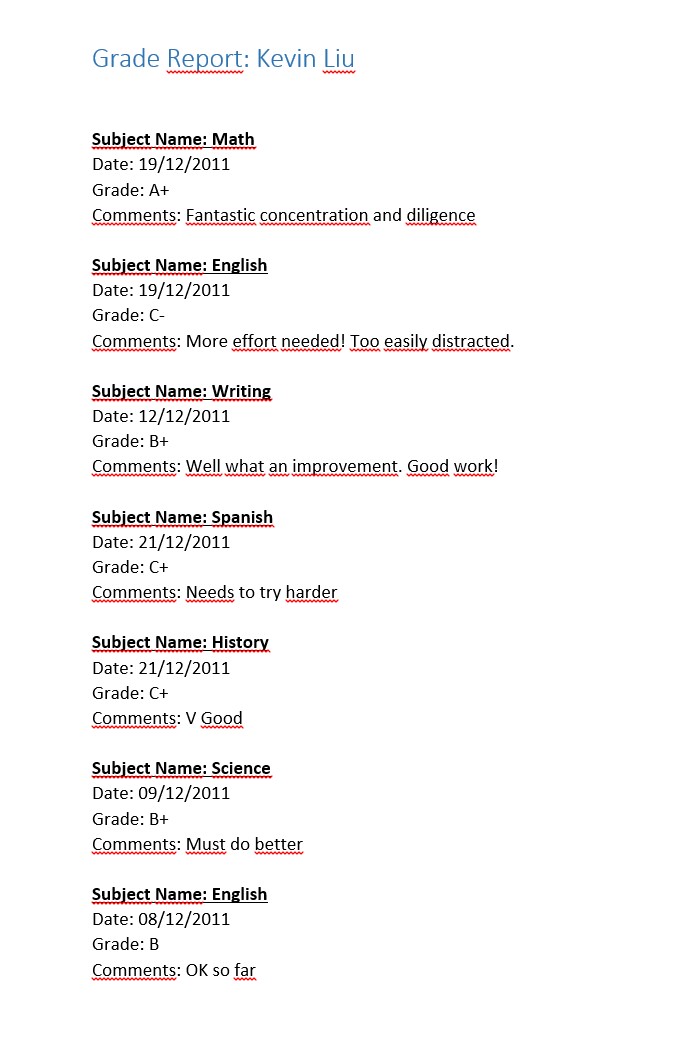 Grade Report: Kevin Liu
Subject Name: Math
Date: 19/12/2011
Grade: A+
Comments: Fantastic concentration and diligence
Subject Name: English
Date: 19/12/2011
Grade: C-
Comments: More effort needed! Too easily distracted.
Subject Name: Writing
Date: 12/12/2011
Grade: B+
Comments: Well what an improvement. Good work!
Subject Name: Spanish
Date: 21/12/2011
Grade: C+
Comments: Needs to try harder
Subject Name: History
Date: 21/12/2011
Grade: C+
Comments: V Good
Subject Name: Science
Date: 09/12/2011
Grade: B+
Comments: Must do better
Subject Name: English
Date: 08/12/2011
Grade: B
Comments: OK so far